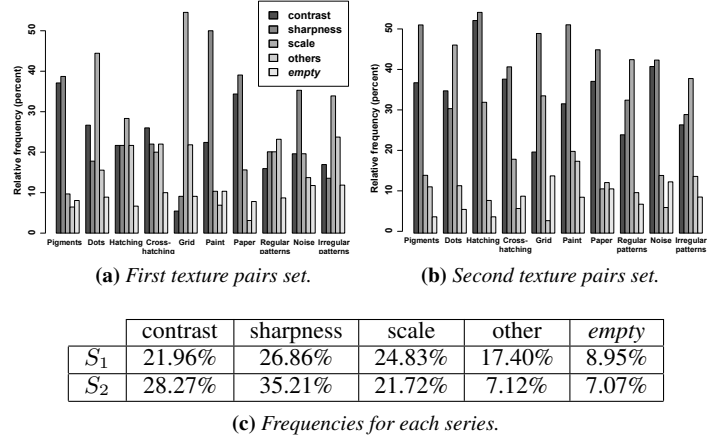 contrast
sharpness
scale
others
empty
Relative frequency (percent)
0 10 20 30 40 50
Pigments Dots Hatching Cross-hatching Grid Paint Paper Regular patterns Noise Irregular patterns
(a) First texture pairs set.
Relative frequency (percent)
0 10 20 30 40 50
Pigments Dots Hatching Cross-hatching Grid Paint Paper Regular patterns Noise Irregular patterns
(b) Second texture pairs set.
contrast sharpness scale other empty
S1 21.96% 26.86% 24.83% 17.40% 8.95%
S2 28.27% 35.21% 21.72% 7.12% 7.07%
(c) Frequencies for each series.